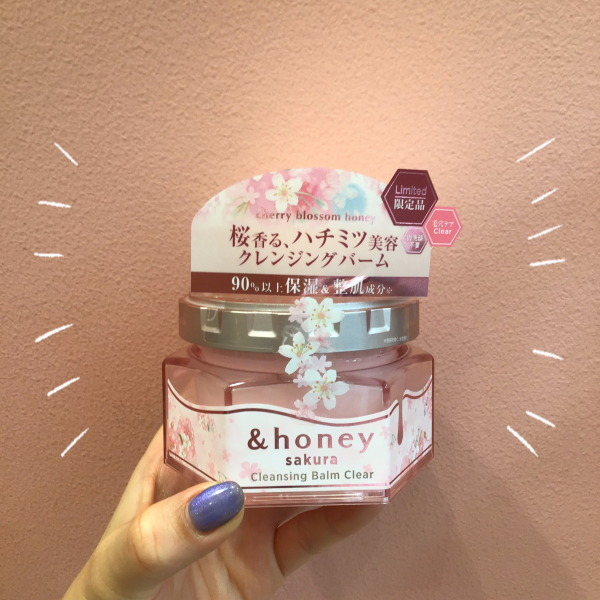 cherry blossom honey
Limited
限定品
毛穴ケア
Clear
桜香る、ハチミツ美容
クレンジングバーム
90%以上保湿&整肌成分※
&honey
sakura
Cleansing Balm Clear